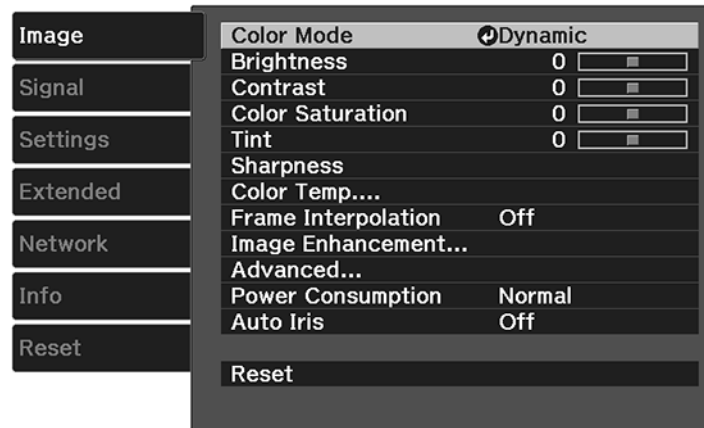 Image
Signal
Settings
Extended
Network
Info
Reset
Color Mode Dynamic
Brightness 0
Contrast 0
Color Saturation 0
Tint 0
Sharpness
Color Temp....
Frame Interpolation Off
Image Enhancement...
Advanced...
Power Consumption Normal
Auto Iris Off
Reset